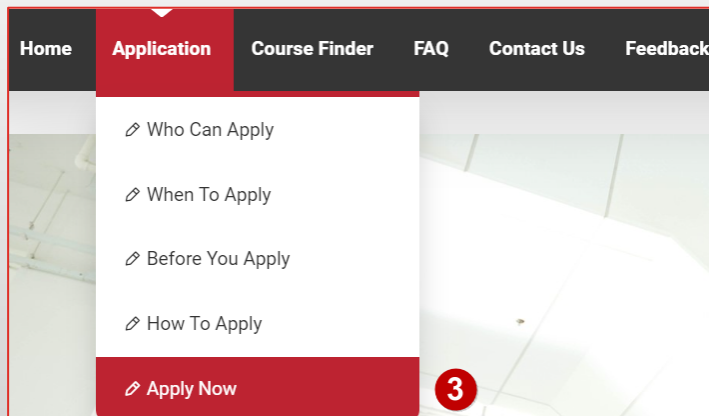 Home Application Course Finder FAQ Contact Us Feedback
Who Can Apply
When To Apply
Before You Apply
How To Apply
Apply Now 3